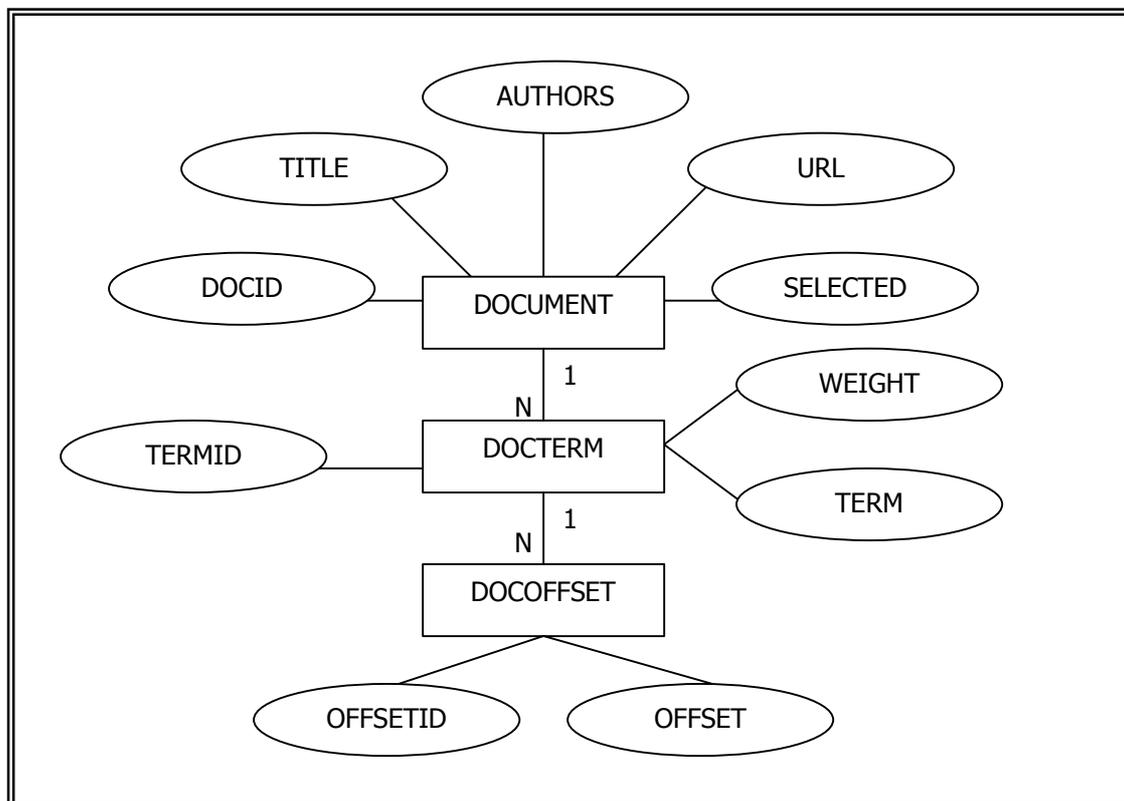 AUTHORS
TITLE
URL
DOCID
DOCUMENT
SELECTED
1
WEIGHT
N
TERMID
DOCTERM
TERM
1
N
DOCOFFSET
OFFSETID
OFFSET